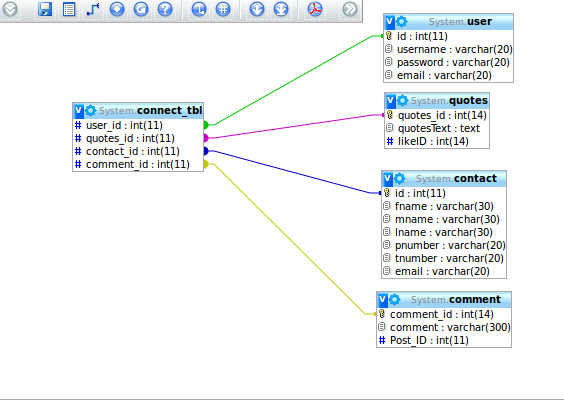 System.user
id : int(11)
username : varchar(20)
password : varchar(20)
email : varchar(20)
System.quotes
quotes_id : int(14)
quotesText : text
# likeID : int(14)
System.connect_tbl
# user_id : int(11)
# quotes_id : int(11)
# contact_id : int(11)
# comment_id : int(11)
System.contact
id : int(11)
fname : varchar(30)
mname : varchar(30)
lname : varchar(30)
pnumber : varchar(20)
tnumber : varchar(20)
email : varchar(20)
System.comment
comment_id : int(14)
comment : varchar(300)
# Post_ID : int(11)